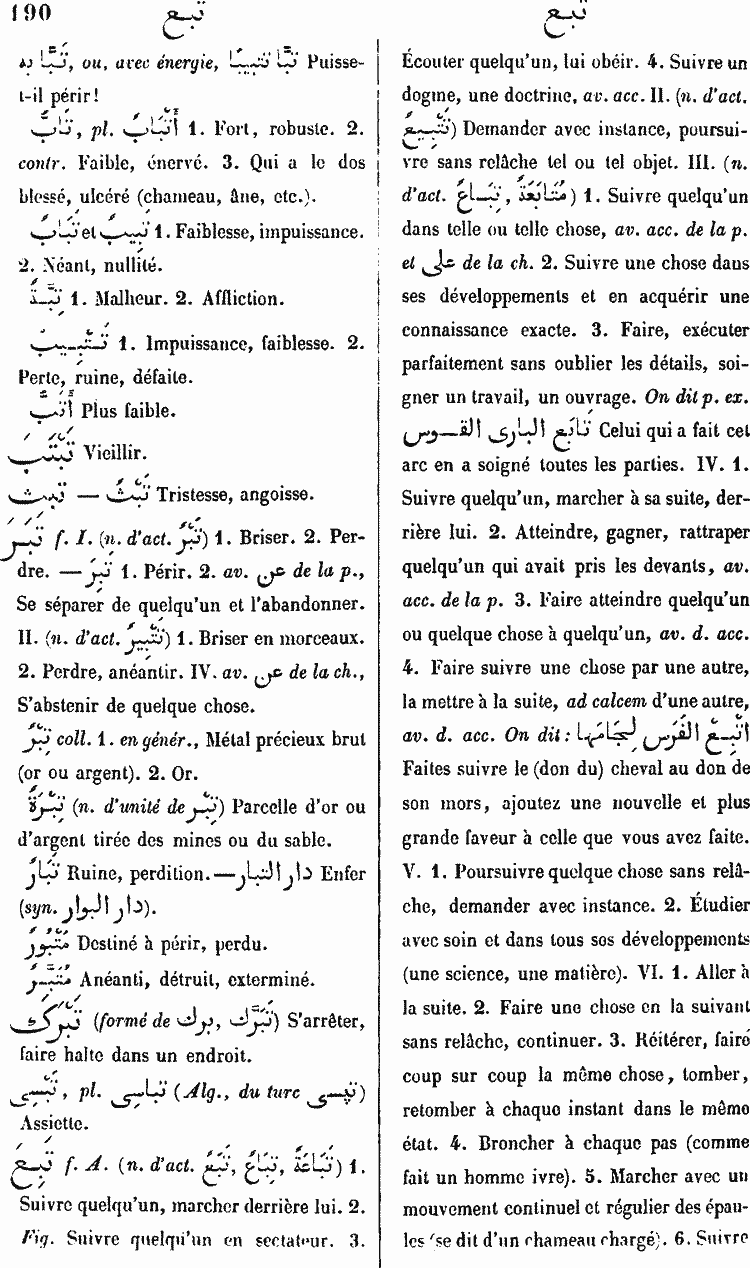 190 تبع تبع
تَبًّا له, ou, avec énergie, تَبًّا تَتْبِيبًا Puisse-
t-il périr!
تَابٌّ, pl. أَتْبَابٌ 1. Fort, robuste. 2.
contr. Faible, énervé. 3. Qui a le dos
blessé, ulcéré (chameau, âne, etc.).
تَبَابٌ et تَبِيبٌ 1. Faiblesse, impuissance.
2. Néant, nullité.
تَبَّةٌ 1. Malheur. 2. Affliction.
تَتْبِيبٌ 1. Impuissance, faiblesse. 2.
Perte, ruine, défaite.
أَتَبُّ Plus faible.
تَبْتَبَ Vieillir.
تبث — تَبَثٌ Tristesse, angoisse.
تَبَرَ f. I. (n. d'act. تَبْرٌ) 1. Briser. 2. Per-
dre. — تَبِرَ 1. Périr. 2. av. عن de la p.,
Se séparer de quelqu'un et l'abandonner.
II. (n. d'act. تَتْبِيرٌ) 1. Briser en morceaux.
2. Perdre, anéantir. IV. av. عن de la ch.,
S'abstenir de quelque chose.
تِبْرٌ coll. 1. en génér., Métal précieux brut
(or ou argent). 2. Or.
تِبْرَةٌ (n. d'unité de تِبْر) Parcelle d'or ou
d'argent tirée des mines ou du sable.
تَبَارٌ Ruine, perdition. — دار التبار Enfer
(syn. دار البوار).
مَتْبُورٌ Destiné à périr, perdu.
مُتَبَّرٌ Anéanti, détruit, exterminé.
تَبْرَكَ (formé de برك, تَبَرَّك) S'arrêter,
faire halte dans un endroit.
تَبْسِى, pl. تباسى (Alg., du turc تپسى)
Assiette.
تَبِعَ f. A. (n. d'act. تَبَعٌ, تَبَاعٌ, تَبَاعَةٌ) 1.
Suivre quelqu'un, marcher derrière lui. 2.
Fig. Suivre quelqu'un en sectateur. 3.
Écouter quelqu'un, lui obéir. 4. Suivre un
dogme, une doctrine, av. acc. II. (n. d'act.
تَتْبِيعٌ) Demander avec instance, poursui-
vre sans relâche tel ou tel objet. III. (n.
d'act. تِبَاعٌ, مُتَابَعَةٌ) 1. Suivre quelqu'un
dans telle ou telle chose, av. acc. de la p.
et على de la ch. 2. Suivre une chose dans
ses développements et en acquérir une
connaissance exacte. 3. Faire, exécuter
parfaitement sans oublier les détails, soi-
gner un travail, un ouvrage. On dit p. ex.
تَابَع البارى القوس Celui qui a fait cet
arc en a soigné toutes les parties. IV. 1.
Suivre quelqu'un, marcher à sa suite, der-
rière lui. 2. Atteindre, gagner, rattraper
quelqu'un qui avait pris les devants, av.
acc. de la p. 3. Faire atteindre quelqu'un
ou quelque chose à quelqu'un, av. d. acc.
4. Faire suivre une chose par une autre,
la mettre à la suite, ad calcem d'une autre,
av. d. acc. On dit : أَتْبِعِ الفَرَسَ لِجَامَهَا
Faites suivre le (don du) cheval au don de
son mors, ajoutez une nouvelle et plus
grande faveur à celle que vous avez faite.
V. 1. Poursuivre quelque chose sans relâ-
che, demander avec instance. 2. Étudier
avec soin et dans tous ses développements
(une science, une matière). VI. 1. Aller à
la suite. 2. Faire une chose en la suivant
sans relâche, continuer. 3. Réitérer, faire
coup sur coup la même chose, tomber,
retomber à chaque instant dans le même
état. 4. Broncher à chaque pas (comme
fait un homme ivre). 5. Marcher avec un
mouvement continuel et régulier des épau-
les (se dit d'un chameau chargé). 6. Suivre